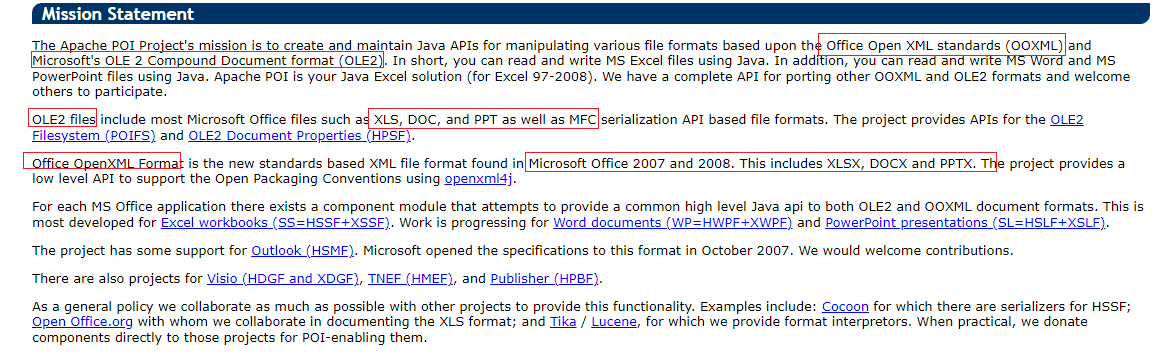 Mission Statement
The Apache POI Project's mission is to create and maintain Java APIs for manipulating various file formats based upon the Office Open XML standards (OOXML) and
Microsoft's OLE 2 Compound Document format (OLE2). In short, you can read and write MS Excel files using Java. In addition, you can read and write MS Word and MS
PowerPoint files using Java. Apache POI is your Java Excel solution (for Excel 97-2008). We have a complete API for porting other OOXML and OLE2 formats and welcome
others to participate.
OLE2 files include most Microsoft Office files such as XLS, DOC, and PPT as well as MFC serialization API based file formats. The project provides APIs for the OLE2
Filesystem (POIFS) and OLE2 Document Properties (HPSF).
Office OpenXML Format is the new standards based XML file format found in Microsoft Office 2007 and 2008. This includes XLSX, DOCX and PPTX. The project provides a
low level API to support the Open Packaging Conventions using openxml4j.
For each MS Office application there exists a component module that attempts to provide a common high level Java api to both OLE2 and OOXML document formats. This is
most developed for Excel workbooks (SS=HSSF+XSSF). Work is progressing for Word documents (WP=HWPF+XWPF) and PowerPoint presentations (SL=HSLF+XSLF).
The project has some support for Outlook (HSMF). Microsoft opened the specifications to this format in October 2007. We would welcome contributions.
There are also projects for Visio (HDGF and XDGF), TNEF (HMEF), and Publisher (HPBF).
As a general policy we collaborate as much as possible with other projects to provide this functionality. Examples include: Cocoon for which there are serializers for HSSF;
Open Office.org with whom we collaborate in documenting the XLS format; and Tika / Lucene, for which we provide format interpretors. When practical, we donate
components directly to those projects for POI-enabling them.